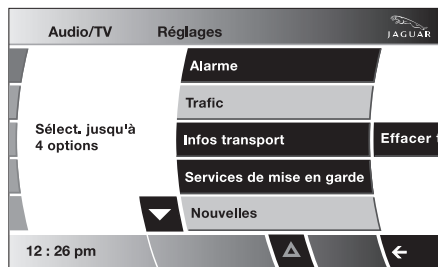 Audio/TV Réglages
JAGUAR
Alarme
Trafic
Sélect. jusqu'à
4 options
Infos transport
Effacer
Services de mise en garde
Nouvelles
12 : 26 pm